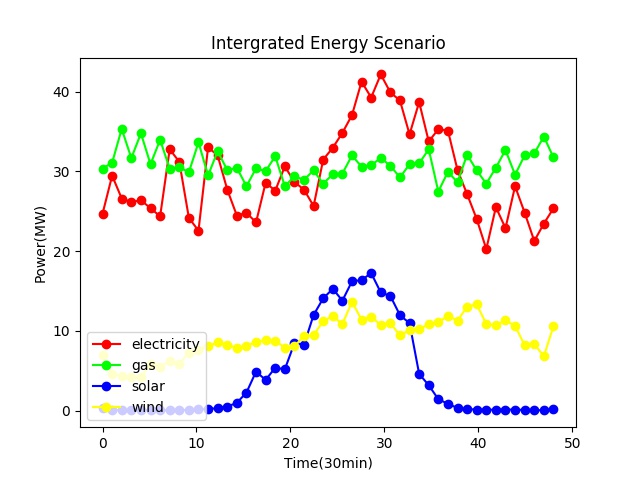 Intergrated Energy Scenario
Power(MW)
40
30
20
10
0
electricity
gas
solar
wind
0 10 20 30 40 50
Time(30min)